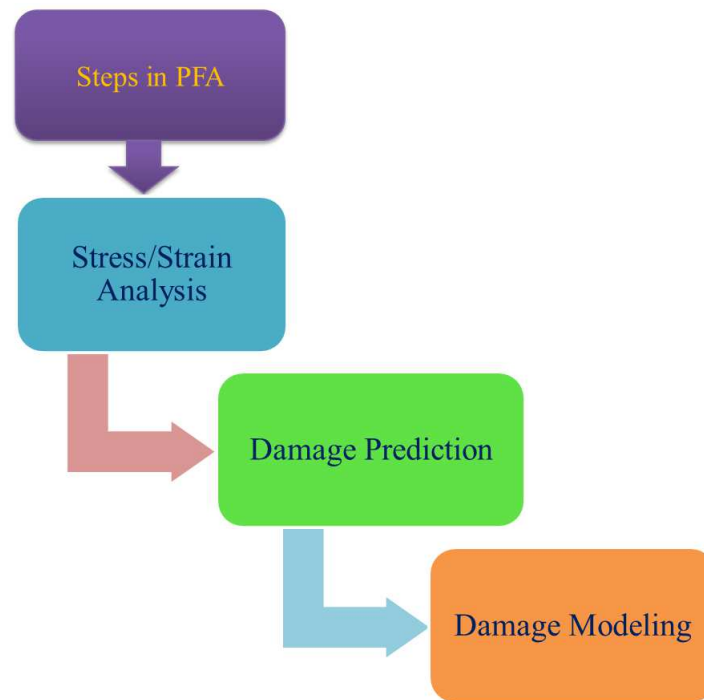 Steps in PFA
Stress/Strain
Analysis
Damage Prediction
Damage Modeling